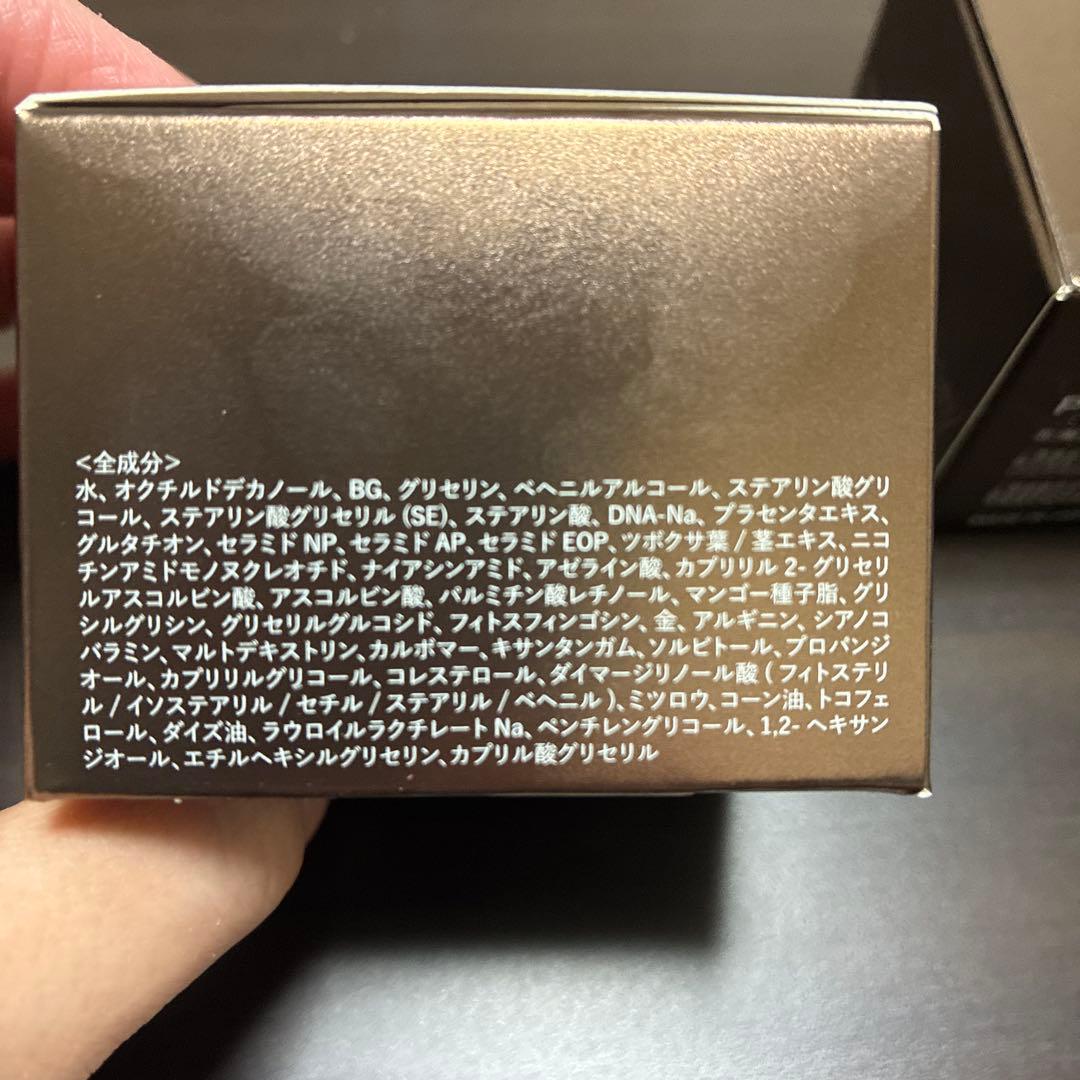 <全成分>
水、オクチルドデカノール、BG、グリセリン、ベヘニルアルコール、ステアリン酸グリ
コール、ステアリン酸グリセリル(SE)、ステアリン酸、DNA-Na、プラセンタエキス、
グルタチオン、セラミドNP、セラミドAP、セラミドEOP、ツボクサ葉/茎エキス、ニコ
チンアミドモノヌクレオチド、ナイアシンアミド、アゼライン酸、カプリリル2-グリセリ
ルアスコルビン酸、アスコルビン酸、パルミチン酸レチノール、マンゴー種子脂、グリ
シルグリシン、グリセリルグルコシド、フィトスフィンゴシン、金、アルギニン、シアノコ
バラミン、マルトデキストリン、カルボマー、キサンタンガム、ソルビトール、プロパンジ
オール、カプリリルグリコール、コレステロール、ダイマージリノール酸(フィトステリ
ル/イソステアリル/セチル/ステアリル/ベヘニル)、ミツロウ、コーン油、トコフェ
ロール、ダイズ油、ラウロイルラクチレートNa、ペンチレングリコール、1,2-ヘキサン
ジオール、エチルヘキシルグリセリン、カプリル酸グリセリル